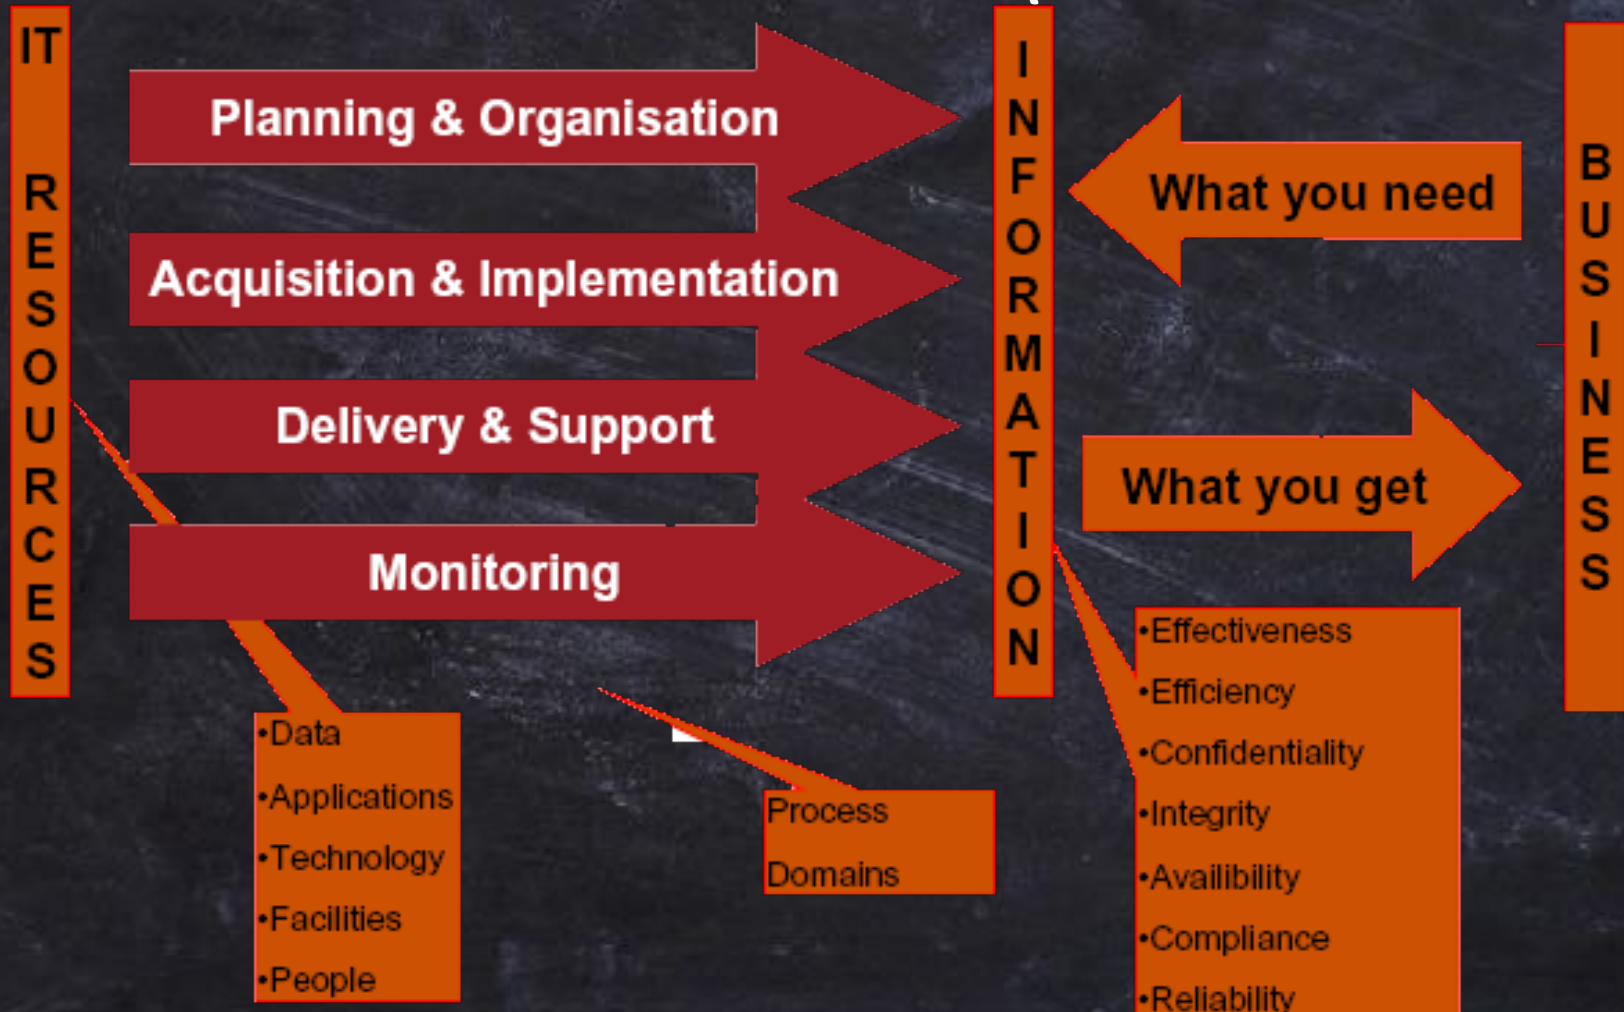 IT RESOURCES
Planning & Organisation
Acquisition & Implementation
Delivery & Support
Monitoring
INFORMATION
What you need
What you get
BUSINESS
•Data
•Applications
•Technology
•Facilities
•People
Process
Domains
•Effectiveness
•Efficiency
•Confidentiality
•Integrity
•Availibility
•Compliance
•Reliability